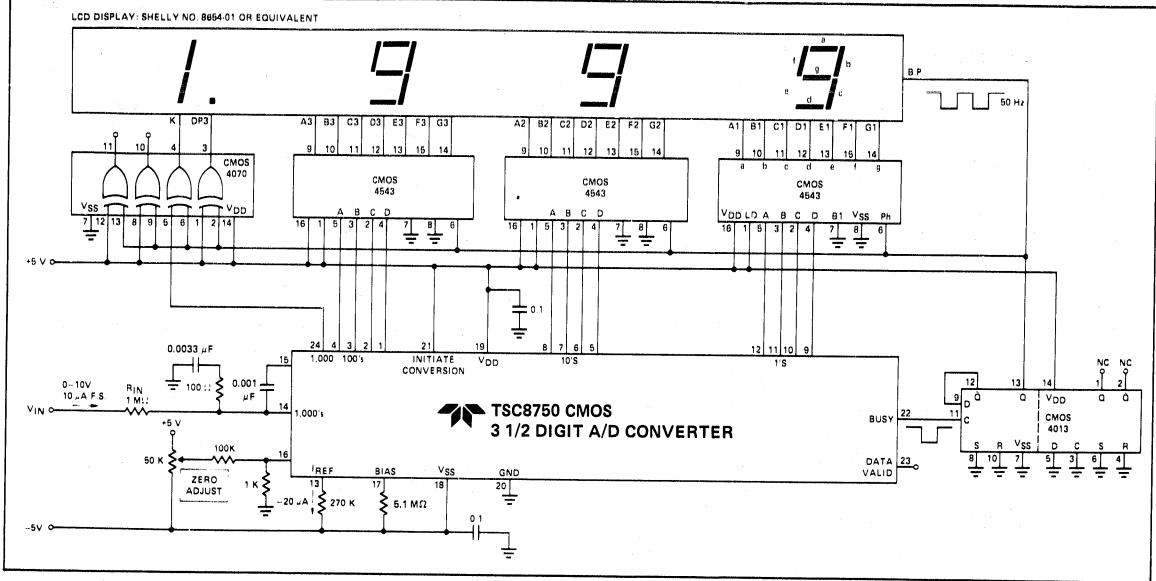 LCD DISPLAY: SHELLY NO. 8654-01 OR EQUIVALENT
1. 9 9 9
a
f g b
e d c
B.P.
50 Hz
K DP3
A3 B3 C3 D3 E3 F3 G3
A2 B2 C2 D2 E2 F2 G2
A1 B1 C1 D1 E1 F1 G1
11 10 4 3
9 10 11 12 13 15 14
9 10 11 12 13 15 14
9 10 11 12 13 15 14
a b c d e f g
CMOS
4070
CMOS
4543
CMOS
4543
CMOS
4543
VSS VDD
A B C D
A B C D
VDD LD A B C D B1 VSS Ph
7 12 13 8 9 5 6 1 2 14
16 1 5 3 2 4 7 8 6
16 1 5 3 2 4 7 8 6
16 1 5 3 2 4 7 8 6
+5 V
0.1
24 4 3 2 1 21 19 8 7 6 5 12 11 10 9
1,000 100'S INITIATE
CONVERSION
VDD 10'S 1'S
0.0033 µF
100 Ω
0.001
µF
15
0–10V
10 µA F.S.
RIN
1 MΩ
VIN
14
1,000's
TSC8750 CMOS
3 1/2 DIGIT A/D CONVERTER
BUSY
22
DATA
VALID
23
+5 V
50 K
100K
16
ZERO
ADJUST
1 K
IREF BIAS VSS GND
13 17 18 20
-20 µA
270 K
5.1 MΩ
–5V
0.1
NC NC
12 13 14 1 2
9 D Q VDD Q Q
11 C
CMOS
4013
S R VSS D C S R
8 10 7 5 3 6 4